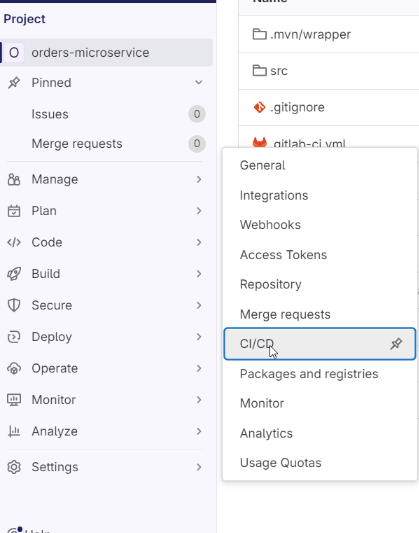 Project
O orders-microservice
Pinned
Issues 0
Merge requests 0
Manage
Plan
Code
Build
Secure
Deploy
Operate
Monitor
Analyze
Settings
Help
Name
.mvn/wrapper
src
.gitignore
.gitlab-ci.yml
General
Integrations
Webhooks
Access Tokens
Repository
Merge requests
CI/CD
Packages and registries
Monitor
Analytics
Usage Quotas